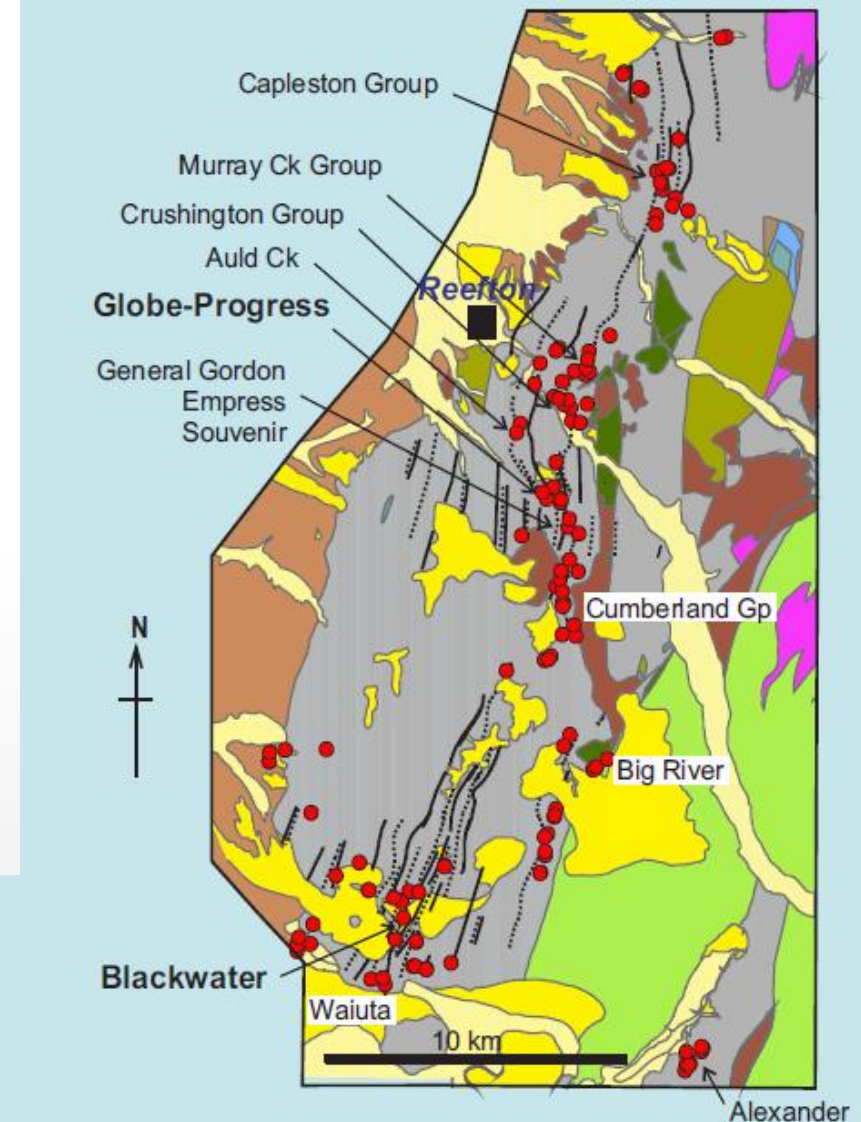 Capleston Group
Murray Ck Group
Crushington Group
Auld Ck
Reefton
Globe-Progress
General Gordon
Empress
Souvenir
Cumberland Gp
N
Big River
Blackwater
Waiuta
10 km
Alexander